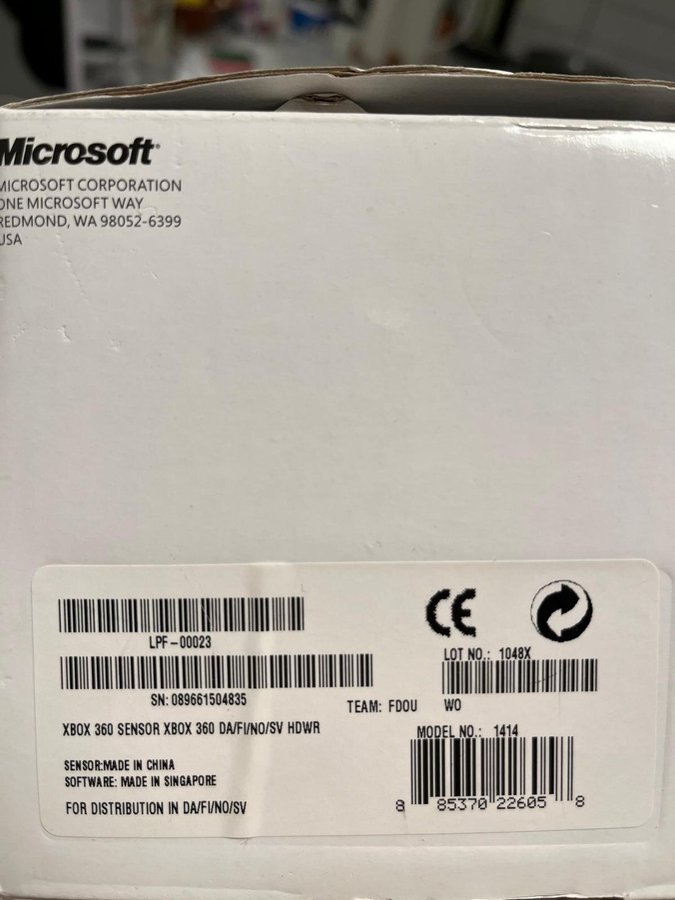 Microsoft
MICROSOFT CORPORATION
ONE MICROSOFT WAY
REDMOND, WA 98052-6399
USA
LPF-00023
SN: 089661504835
XBOX 360 SENSOR XBOX 360 DA/FI/NO/SV HDWR
SENSOR:MADE IN CHINA
SOFTWARE: MADE IN SINGAPORE
FOR DISTRIBUTION IN DA/FI/NO/SV
TEAM: FDOU
CE
LOT NO.: 1048X
WO
MODEL NO.: 1414
8 85370 22605 8